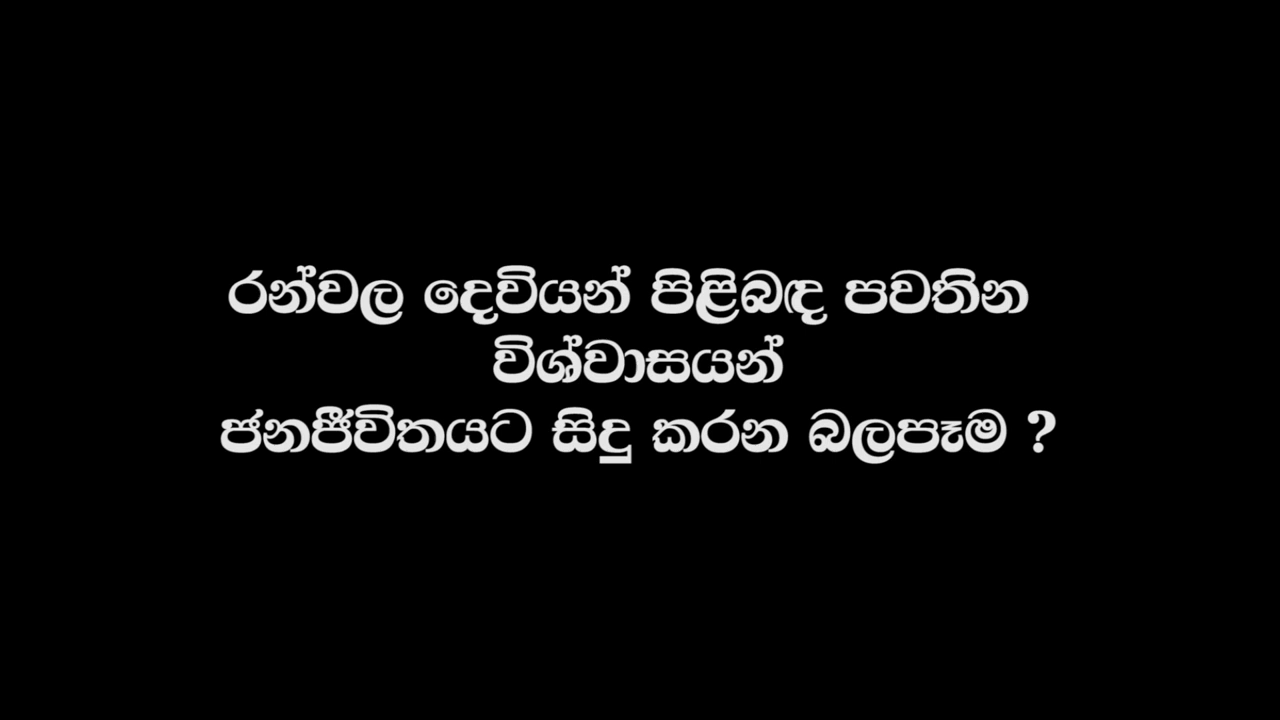 රන්වල දෙවියන් පිළිබඳ පවතින
විශ්වාසයන්
ජනජීවිතයට සිදු කරන බලපෑම ?